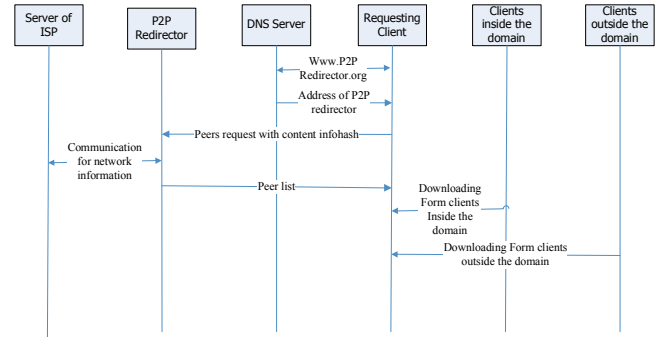 Server of
ISP
P2P
Redirector
DNS Server
Requesting
Client
Clients
inside the
domain
Clients
outside the
domain
Www.P2P
Redirector.org
Address of P2P
redirector
Peers request with content infohash
Communication
for network
information
Peer list
Downloading
Form clients
Inside the
domain
Downloading Form clients
outside the domain